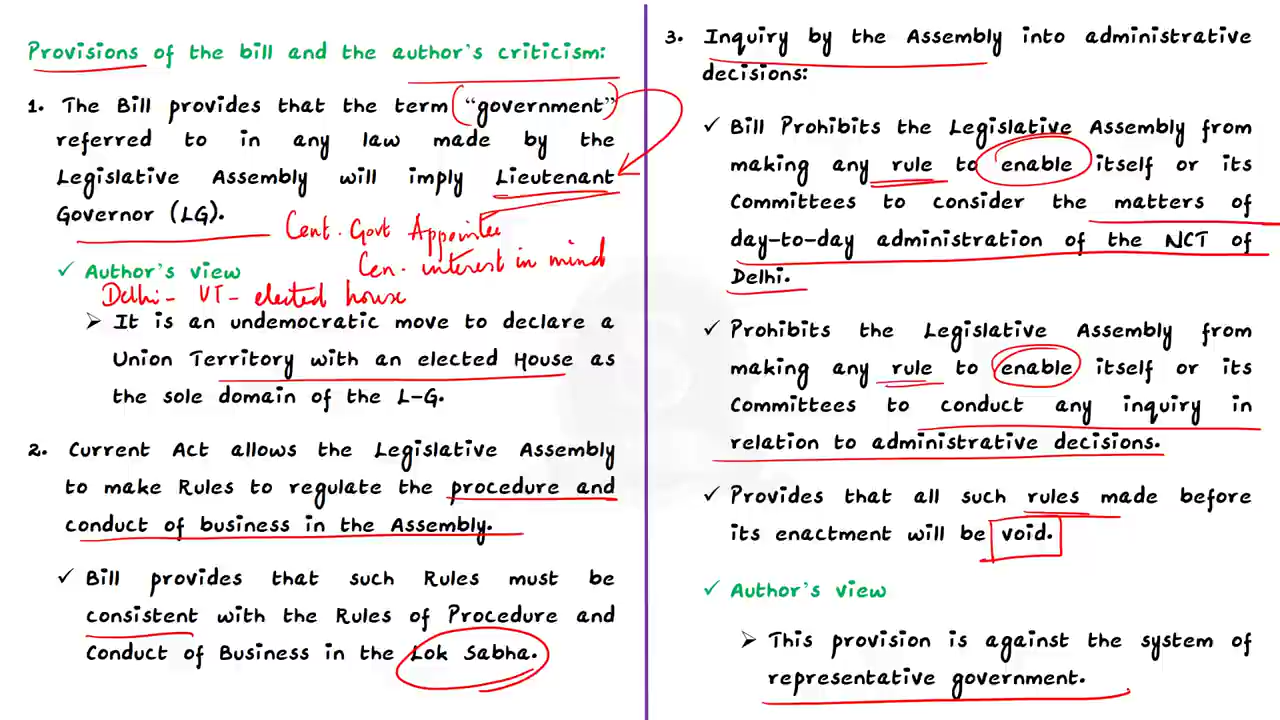 Provisions of the bill and the author's criticism:
1. The Bill provides that the term "government"
referred to in any law made by the
Legislative Assembly will imply Lieutenant
Governor (LG).
Cent. Govt Appointee
Cen. interest in mind
✓ Author's view
Delhi - UT - elected house
➤ It is an undemocratic move to declare a
Union Territory with an elected House as
the sole domain of the L-G.
2. Current Act allows the Legislative Assembly
to make Rules to regulate the procedure and
conduct of business in the Assembly.
✓ Bill provides that such Rules must be
consistent with the Rules of Procedure and
Conduct of Business in the Lok Sabha.
3. Inquiry by the Assembly into administrative
decisions:
✓ Bill Prohibits the Legislative Assembly from
making any rule to enable itself or its
Committees to consider the matters of
day-to-day administration of the NCT of
Delhi.
✓ Prohibits the Legislative Assembly from
making any rule to enable itself or its
Committees to conduct any inquiry in
relation to administrative decisions.
✓ Provides that all such rules made before
its enactment will be void.
✓ Author's view
➤ This provision is against the system of
representative government.